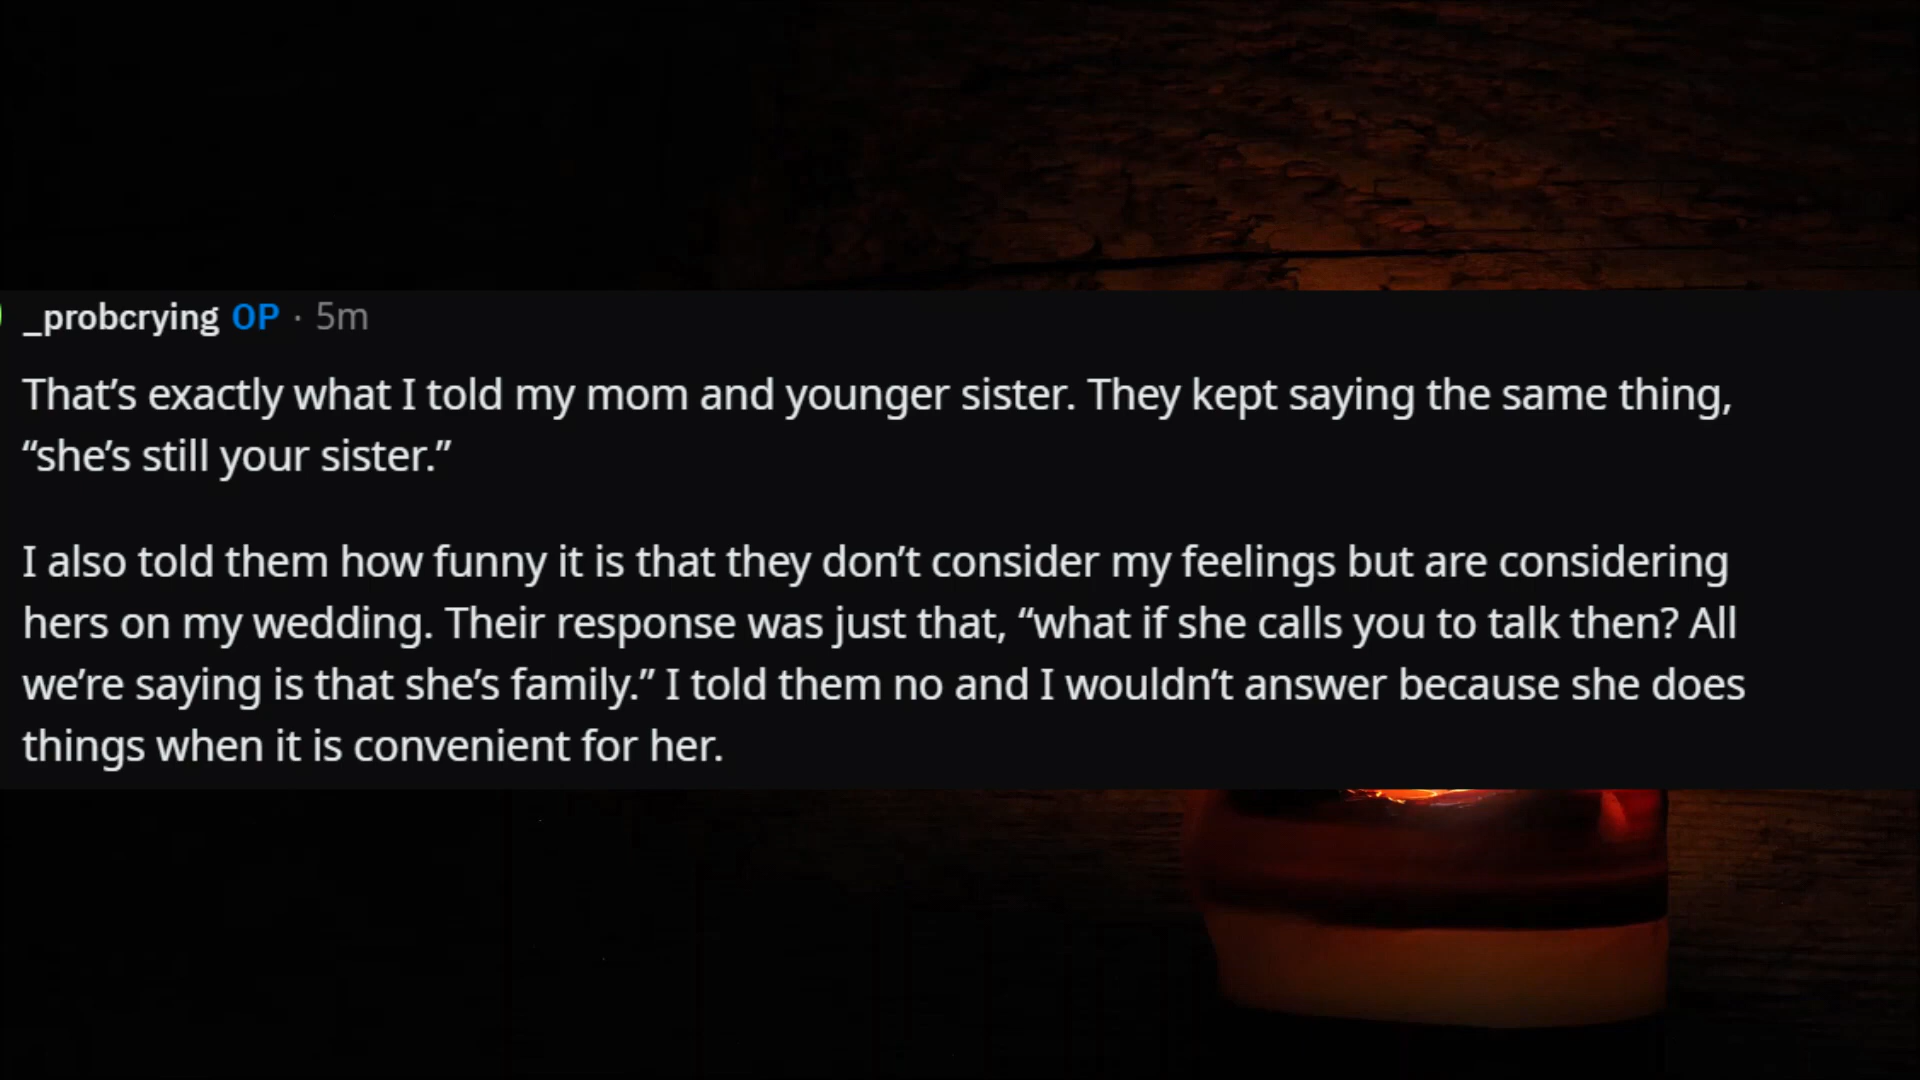 _probcrying OP · 5m
That’s exactly what I told my mom and younger sister. They kept saying the same thing,
“she’s still your sister.”
I also told them how funny it is that they don’t consider my feelings but are considering
hers on my wedding. Their response was just that, “what if she calls you to talk then? All
we’re saying is that she’s family.” I told them no and I wouldn’t answer because she does
things when it is convenient for her.